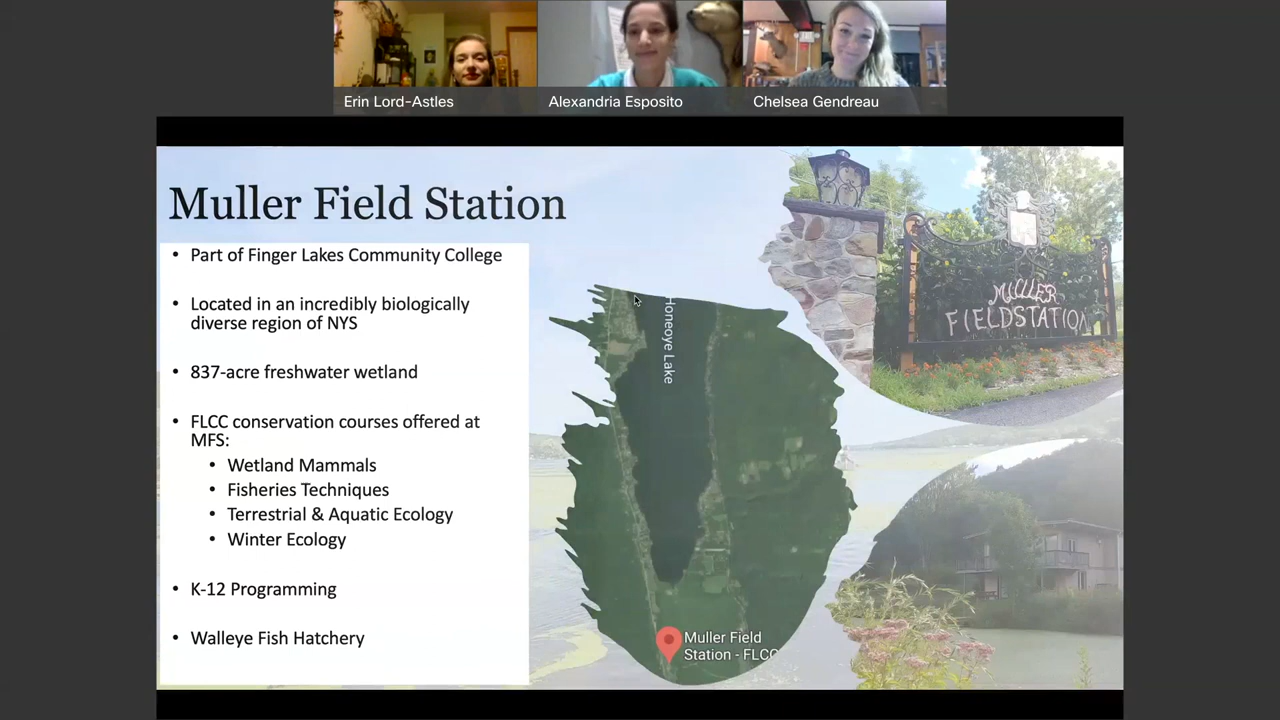 Erin Lord-Astles
Alexandria Esposito
Chelsea Gendreau
Muller Field Station
• Part of Finger Lakes Community College
• Located in an incredibly biologically
diverse region of NYS
• 837-acre freshwater wetland
• FLCC conservation courses offered at
MFS:
• Wetland Mammals
• Fisheries Techniques
• Terrestrial & Aquatic Ecology
• Winter Ecology
• K-12 Programming
• Walleye Fish Hatchery
Honeoye Lake
Muller Field
Station - FLCC
MULLER
FIELDSTATION